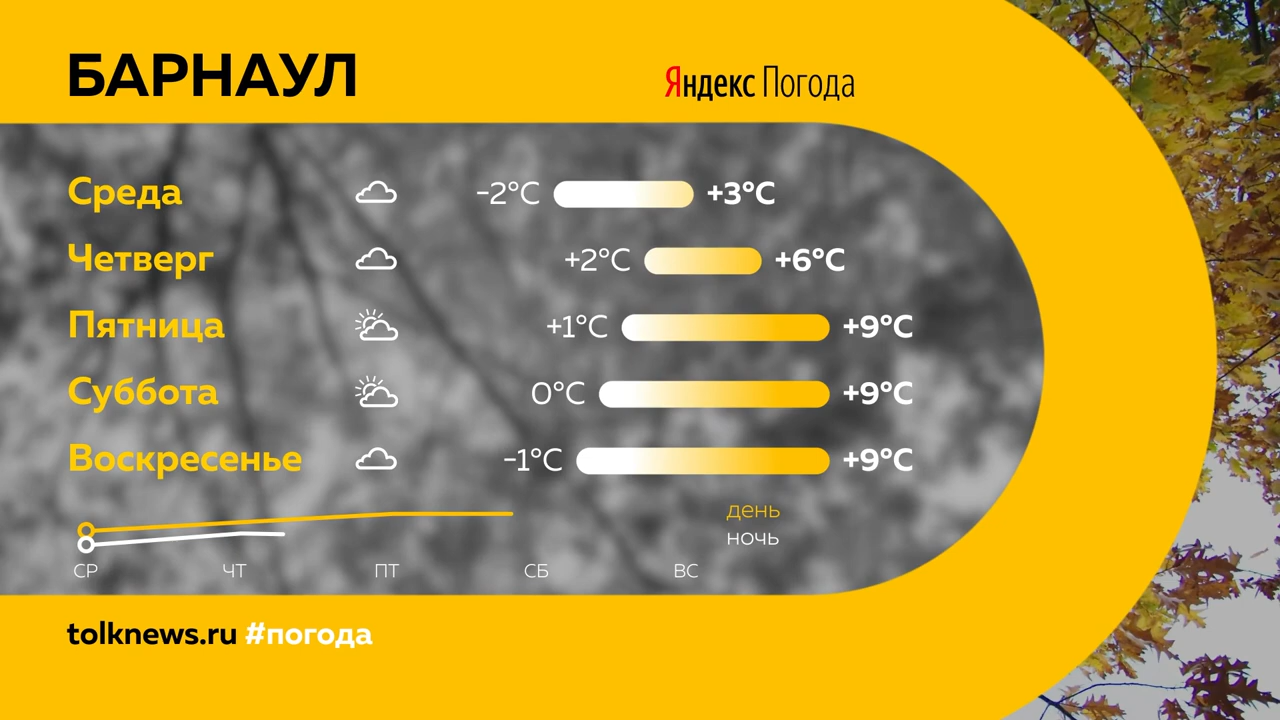 БАРНАУЛ
Яндекс Погода
Среда -2°C +3°C
Четверг +2°C +6°C
Пятница +1°C +9°C
Суббота 0°C +9°C
Воскресенье -1°C +9°C
день
ночь
СР ЧТ ПТ СБ ВС
tolknews.ru #погода